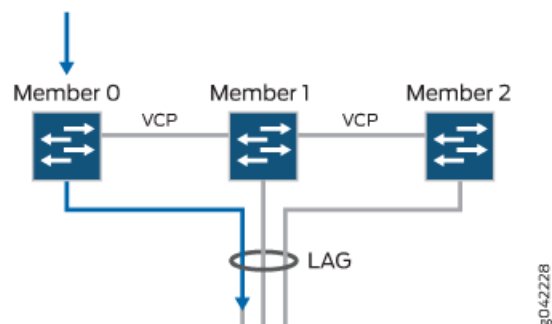 Member 0
Member 1
Member 2
VCP
VCP
LAG
g042228